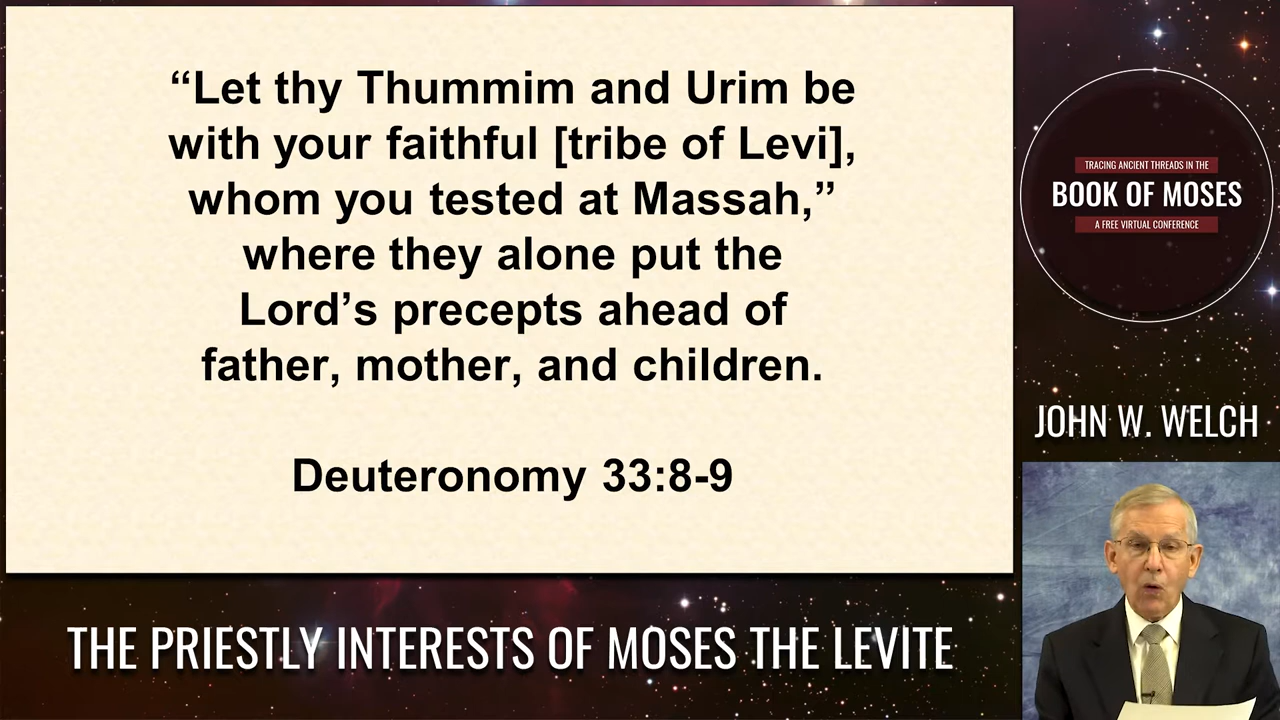 “Let thy Thummim and Urim be
with your faithful [tribe of Levi],
whom you tested at Massah,”
where they alone put the
Lord’s precepts ahead of
father, mother, and children.
Deuteronomy 33:8-9
TRACING ANCIENT THREADS IN THE
BOOK OF MOSES
A FREE VIRTUAL CONFERENCE
JOHN W. WELCH
THE PRIESTLY INTERESTS OF MOSES THE LEVITE